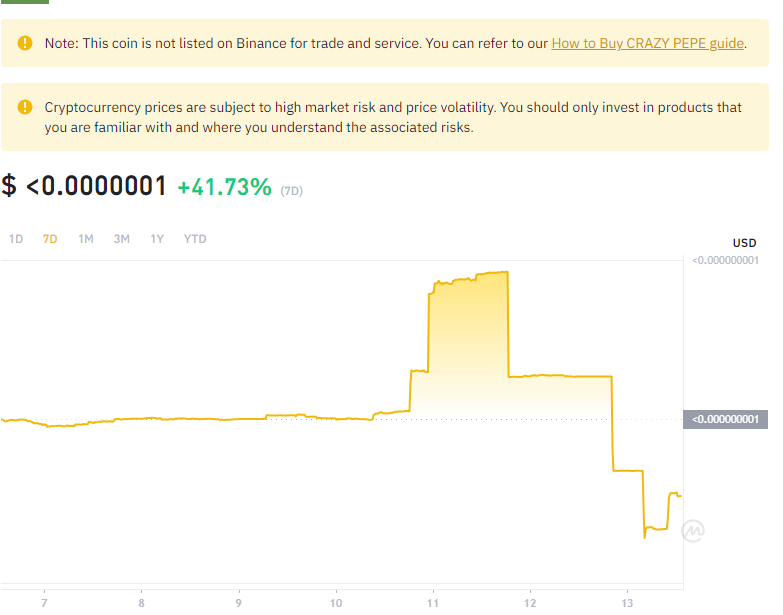 Note: This coin is not listed on Binance for trade and service. You can refer to our How to Buy CRAZY PEPE guide.
Cryptocurrency prices are subject to high market risk and price volatility. You should only invest in products that
you are familiar with and where you understand the associated risks.
$ <0.0000001 +41.73% (7D)
1D 7D 1M 3M 1Y YTD
USD
<0.000000001
<0.000000001
7 8 9 10 11 12 13